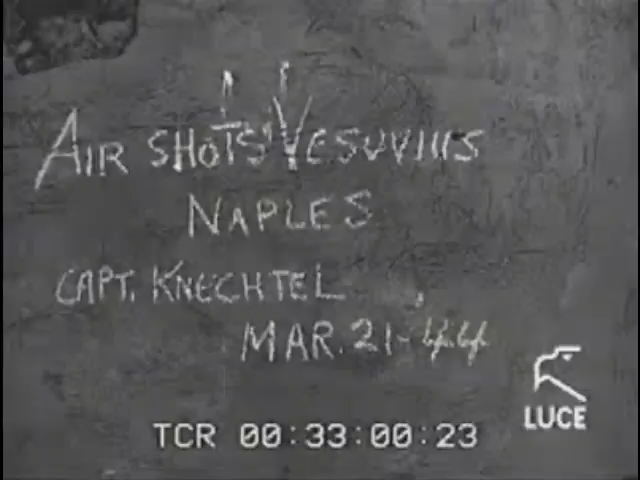 AIR SHOTS VESUVIUS
NAPLES
CAPT. KNECHTEL
MAR. 21-44
LUCE
TCR 00:33:00:23